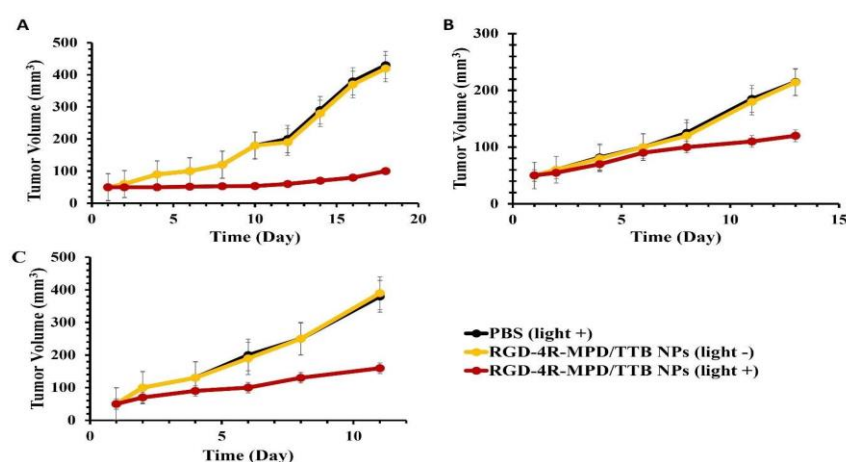 A
Tumor Volume (mm³)
500
400
300
200
100
0
0 5 10 15 20
Time (Day)
B
Tumor Volume (mm³)
300
200
100
0
0 5 10 15
Time (Day)
C
Tumor Volume (mm³)
500
400
300
200
100
0
0 5 10
Time (Day)
PBS (light +)
RGD-4R-MPD/TTB NPs (light -)
RGD-4R-MPD/TTB NPs (light +)